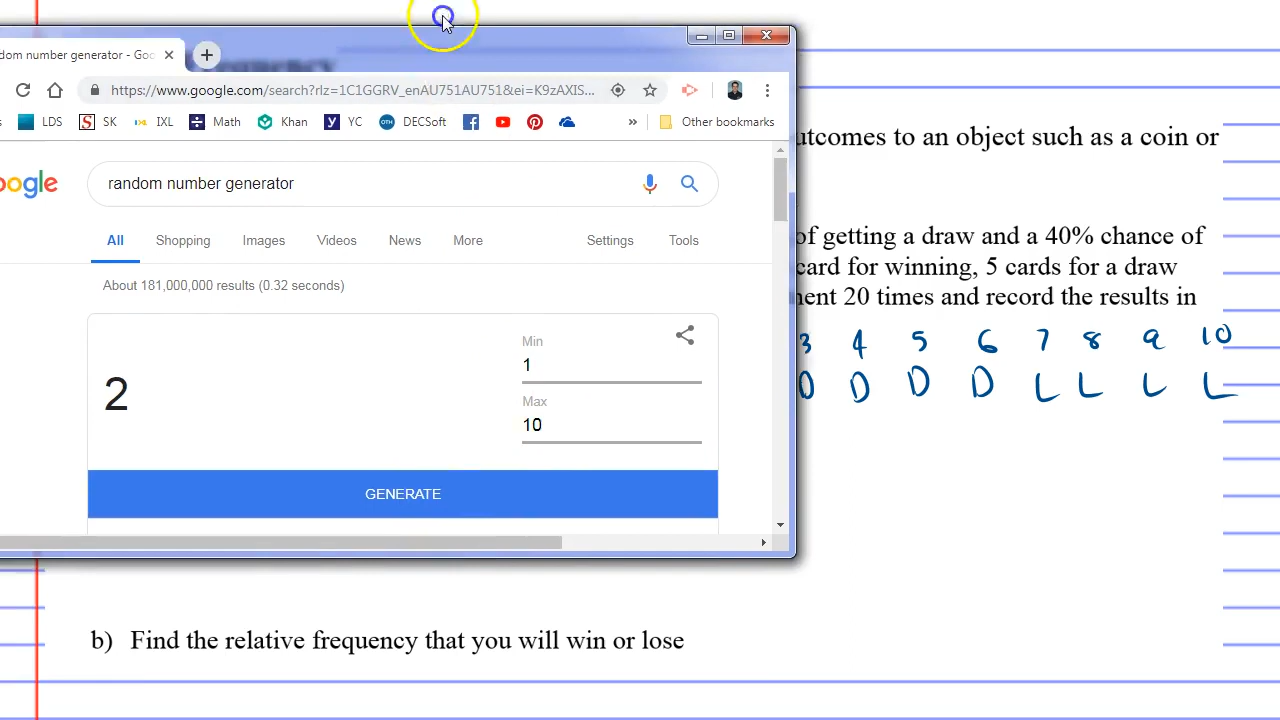 dom number generator - Goo
requency
https://www.google.com/search?rlz=1C1GGRV_enAU751AU751&ei=K9zAXIS...
LDS SK IXL Math Khan YC DECSoft » Other bookmarks
utcomes to an object such as a coin or
oogle random number generator
All Shopping Images Videos News More Settings Tools
of getting a draw and a 40% chance of
card for winning, 5 cards for a draw
ment 20 times and record the results in
About 181,000,000 results (0.32 seconds)
3 4 5 6 7 8 9 10
D D D D L L L L
2
Min
1
Max
10
GENERATE
b) Find the relative frequency that you will win or lose